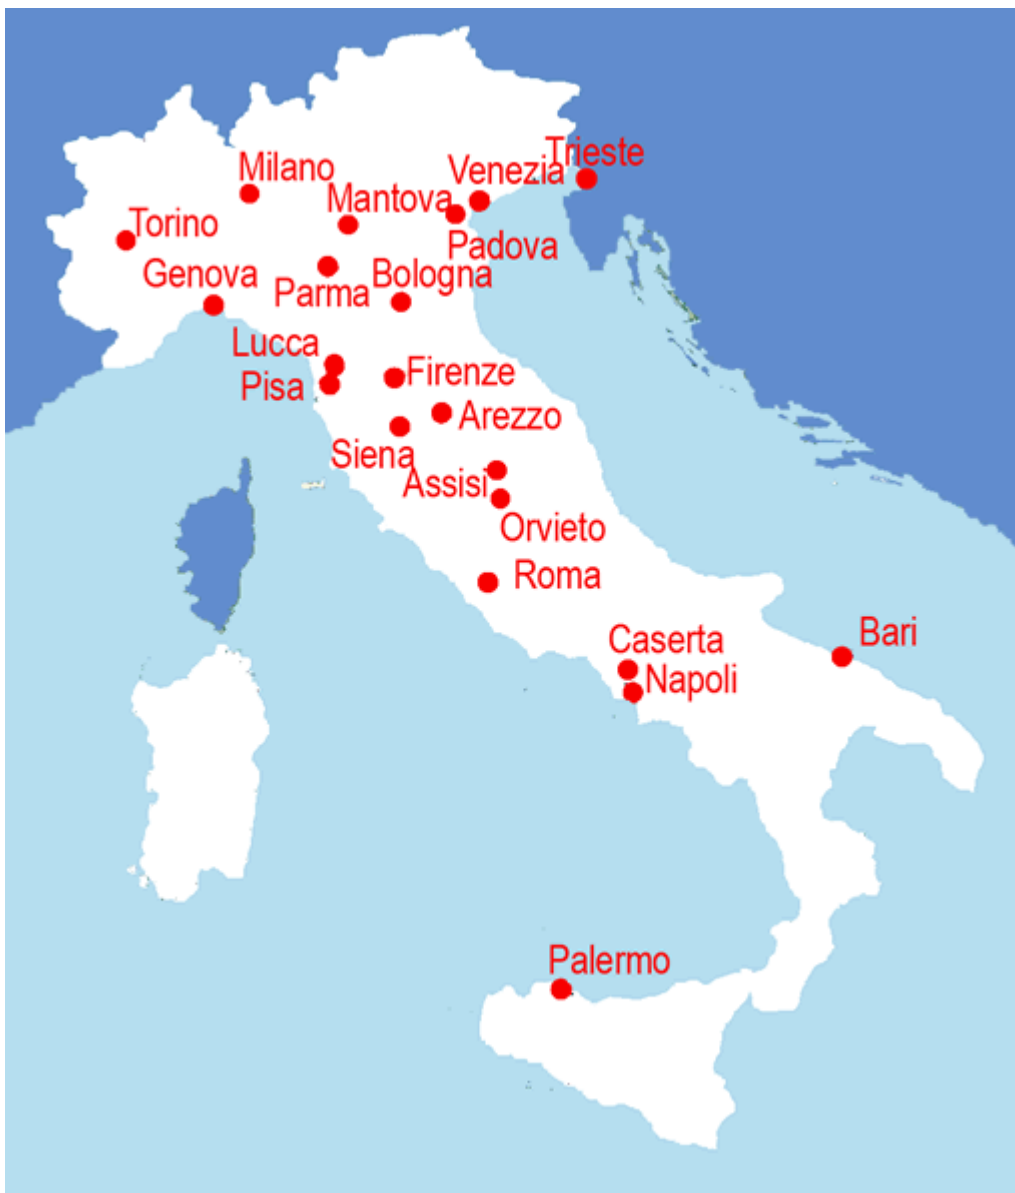 Trieste
Milano
Venezia
Mantova
Torino
Padova
Genova
Bologna
Parma
Lucca
Firenze
Pisa
Arezzo
Siena
Assisi
Orvieto
Roma
Caserta
Bari
Napoli
Palermo